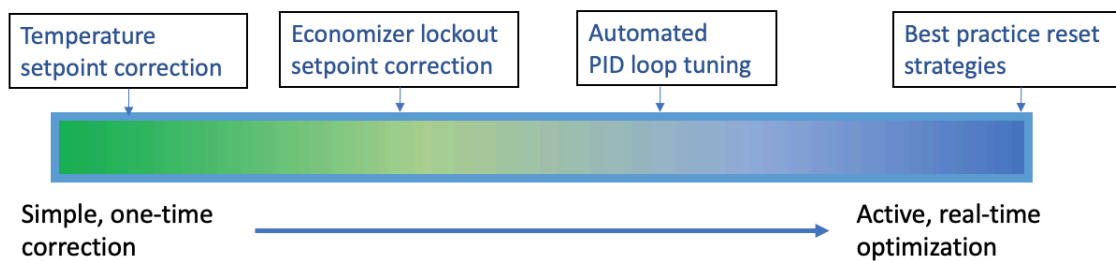 Temperature
setpoint correction
Economizer lockout
setpoint correction
Automated
PID loop tuning
Best practice reset
strategies
Simple, one-time
correction
Active, real-time
optimization